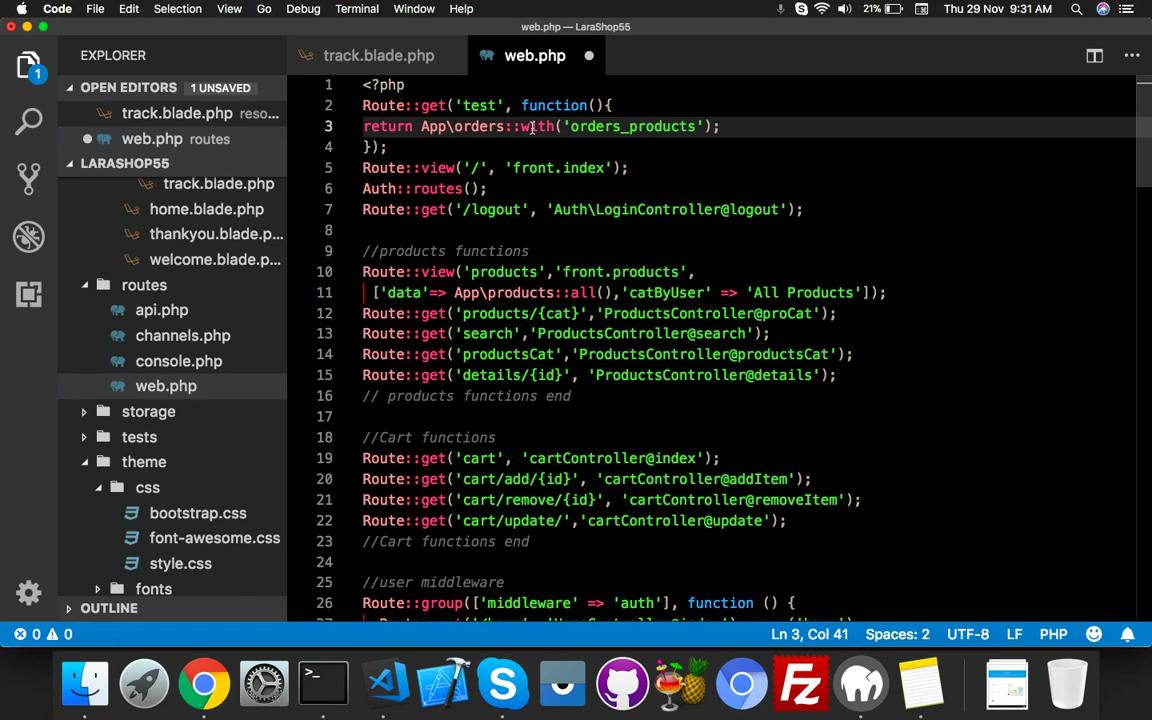 Code File Edit Selection View Go Debug Terminal Window Help 21% Thu 29 Nov 9:31 AM
web.php — LaraShop55
EXPLORER
track.blade.php
web.php
1
OPEN EDITORS 1 UNSAVED
track.blade.php reso...
web.php routes
LARASHOP55
track.blade.php
home.blade.php
thankyou.blade.p...
welcome.blade.p...
routes
api.php
channels.php
console.php
web.php
storage
tests
theme
css
bootstrap.css
font-awesome.css
style.css
fonts
OUTLINE
1 <?php
2 Route::get('test', function(){
3 return App\orders::with('orders_products');
4 });
5 Route::view('/', 'front.index');
6 Auth::routes();
7 Route::get('/logout', 'Auth\LoginController@logout');
8
9 //products functions
10 Route::view('products','front.products',
11 ['data'=> App\products::all(),'catByUser' => 'All Products']);
12 Route::get('products/{cat}','ProductsController@proCat');
13 Route::get('search','ProductsController@search');
14 Route::get('productsCat','ProductsController@productsCat');
15 Route::get('details/{id}', 'ProductsController@details');
16 // products functions end
17
18 //Cart functions
19 Route::get('cart', 'cartController@index');
20 Route::get('cart/add/{id}', 'cartController@addItem');
21 Route::get('cart/remove/{id}', 'cartController@removeItem');
22 Route::get('cart/update/','cartController@update');
23 //Cart functions end
24
25 //user middleware
26 Route::group(['middleware' => 'auth'], function () {
0 0 Ln 3, Col 41 Spaces: 2 UTF-8 LF PHP